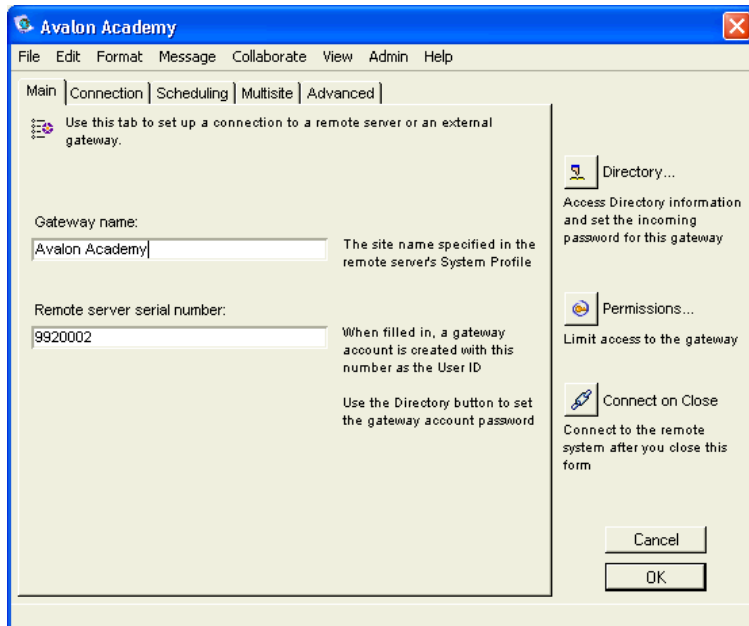 Avalon Academy
File Edit Format Message Collaborate View Admin Help
Main Connection Scheduling Multisite Advanced
Use this tab to set up a connection to a remote server or an external
gateway.
Gateway name:
Avalon Academy
The site name specified in the
remote server's System Profile
Remote server serial number:
9920002
When filled in, a gateway
account is created with this
number as the User ID
Use the Directory button to set
the gateway account password
Directory...
Access Directory information
and set the incoming
password for this gateway
Permissions...
Limit access to the gateway
Connect on Close
Connect to the remote
system after you close this
form
Cancel
OK